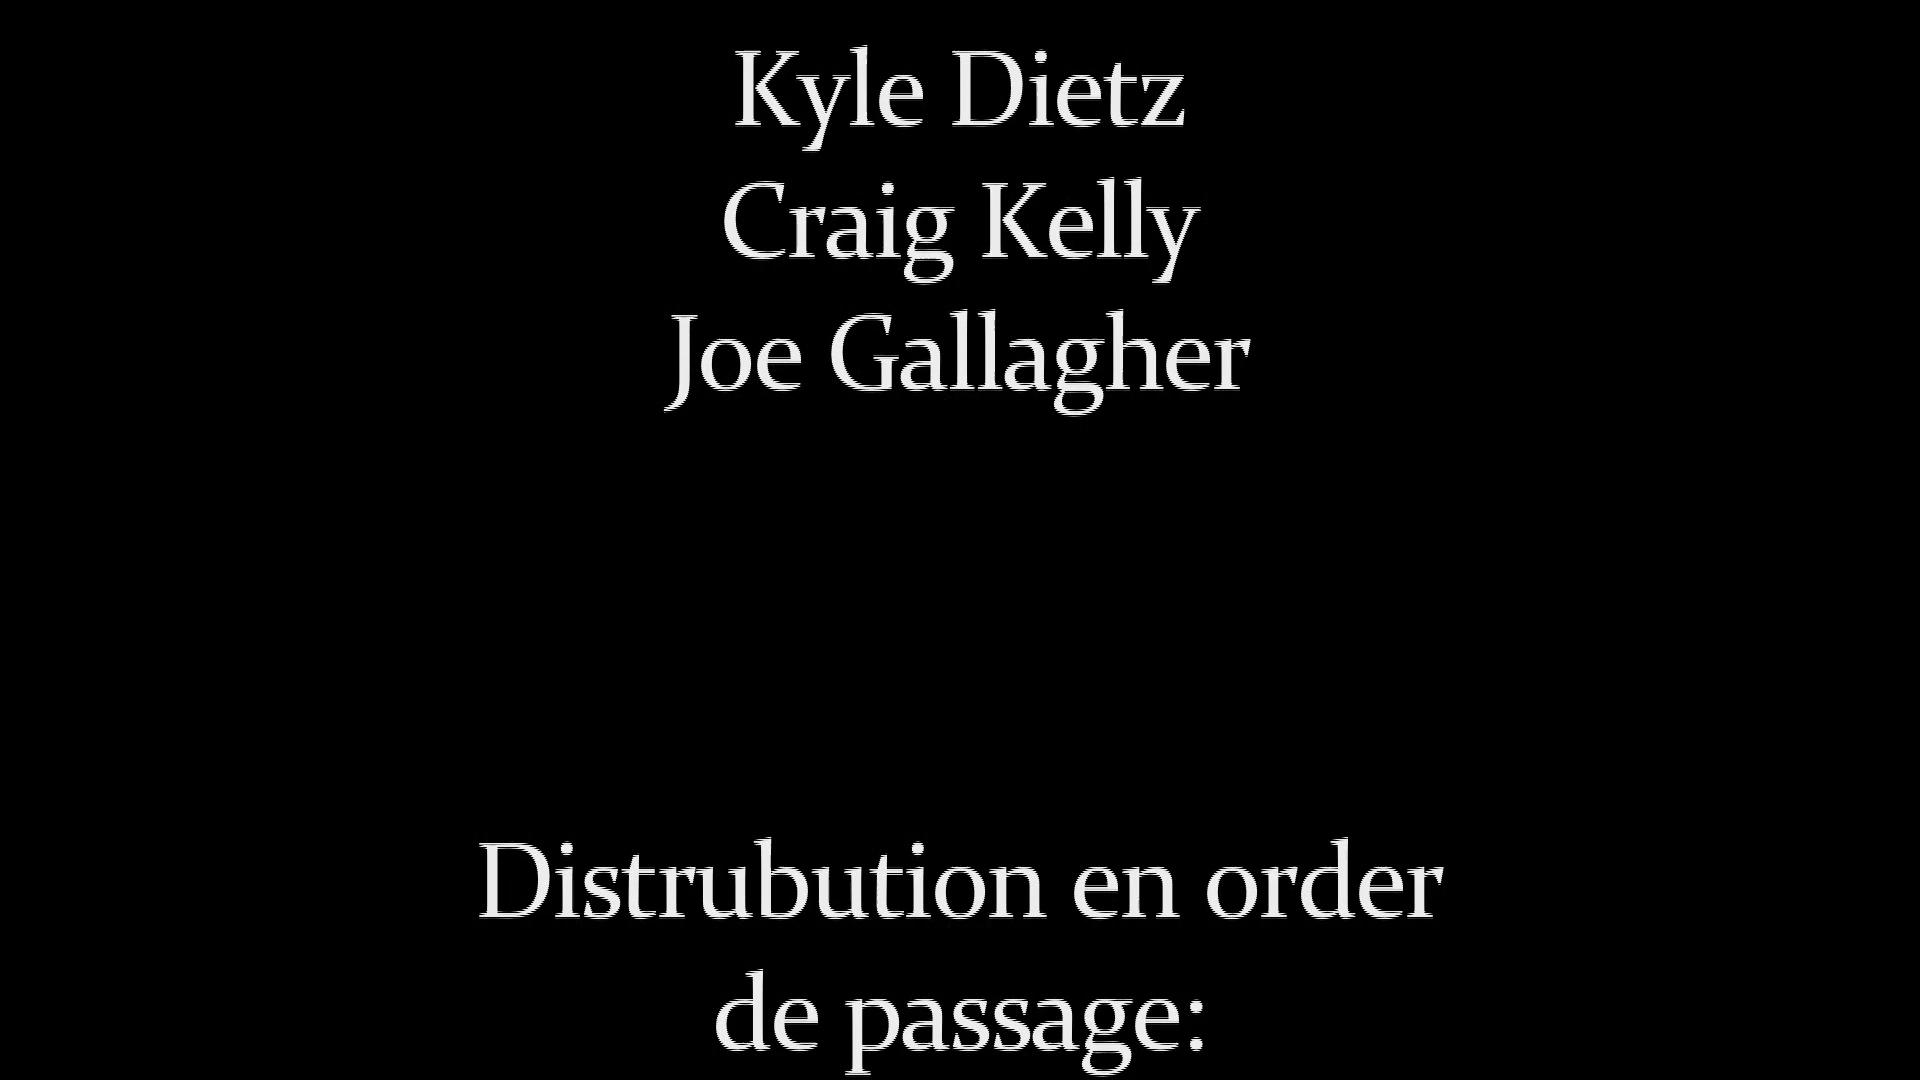 Kyle Dietz
Craig Kelly
Joe Gallagher
Distrubution en order
de passage: